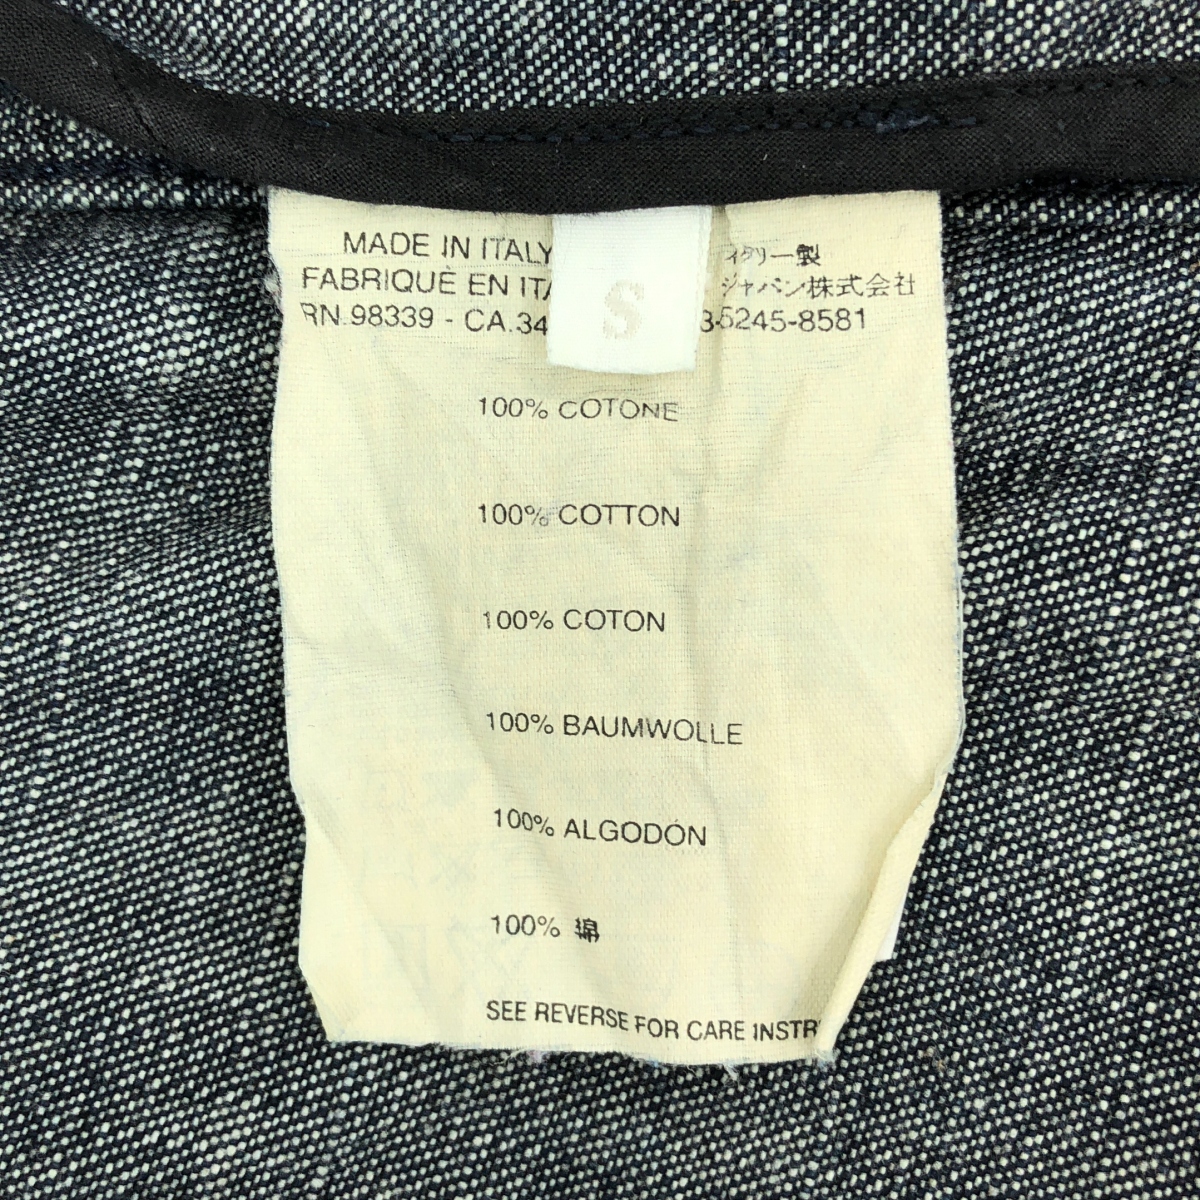 MADE IN ITALY イタリー製
FABRIQUÉ EN ジャパン株式会社
RN.98339 - CA.34 3-5245-8581
S
100% COTONE
100% COTTON
100% COTON
100% BAUMWOLLE
100% ALGODÓN
100% 綿
SEE REVERSE FOR CARE INSTR